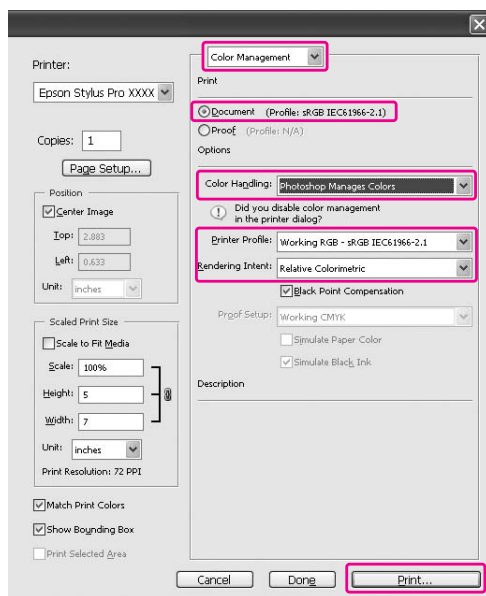 Printer:
Epson Stylus Pro XXXX
Copies: 1
Page Setup...
Position
Center Image
Top: 2.883
Left: 0.633
Unit: inches
Scaled Print Size
Scale to Fit Media
Scale: 100%
Height: 5
Width: 7
Unit: inches
Print Resolution: 72 PPI
Match Print Colors
Show Bounding Box
Print Selected Area
Color Management
Print
Document (Profile: sRGB IEC61966-2.1)
Proof (Profile: N/A)
Options
Color Handling: Photoshop Manages Colors
Did you disable color management
in the printer dialog?
Printer Profile: Working RGB - sRGB IEC61966-2.1
Rendering Intent: Relative Colorimetric
Black Point Compensation
Proof Setup: Working CMYK
Simulate Paper Color
Simulate Black Ink
Description
Cancel Done Print...